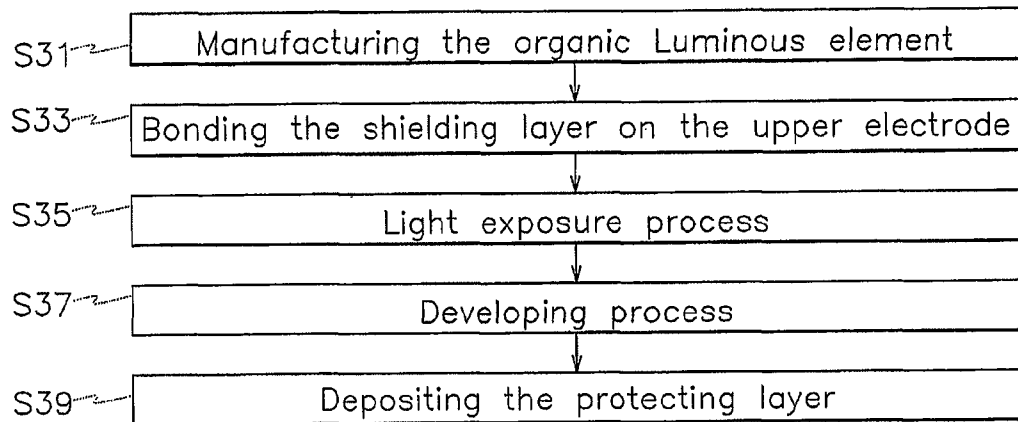 S31 Manufacturing the organic Luminous element
S33 Bonding the shielding layer on the upper electrode
S35 Light exposure process
S37 Developing process
S39 Depositing the protecting layer